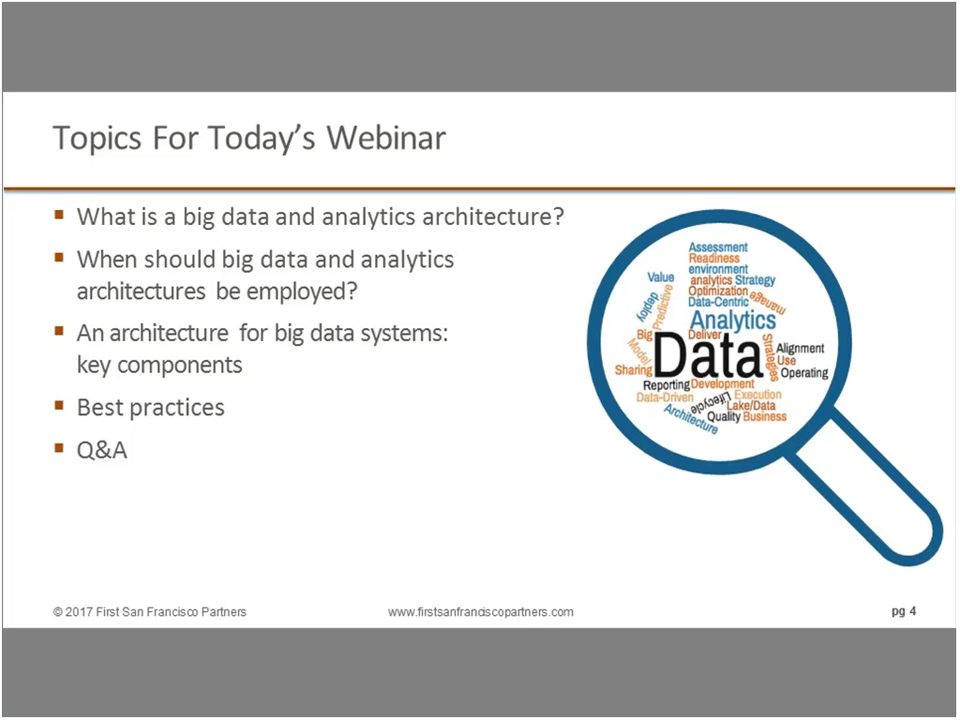 Topics For Today's Webinar
▪ What is a big data and analytics architecture?
▪ When should big data and analytics
architectures be employed?
▪ An architecture for big data systems:
key components
▪ Best practices
▪ Q&A
Assessment
Readiness
environment
Value
analytics Strategy
Optimization
manage
deploy
Predictive
Data-Centric
Analytics
Big
Deliver
Model
Data
Strategies
Alignment
Use
Sharing
Operating
Reporting Development
Data-Driven
Lifecycle
Execution
Lake/Data
Architecture
Quality Business
© 2017 First San Francisco Partners
www.firstsanfranciscopartners.com
pg 4